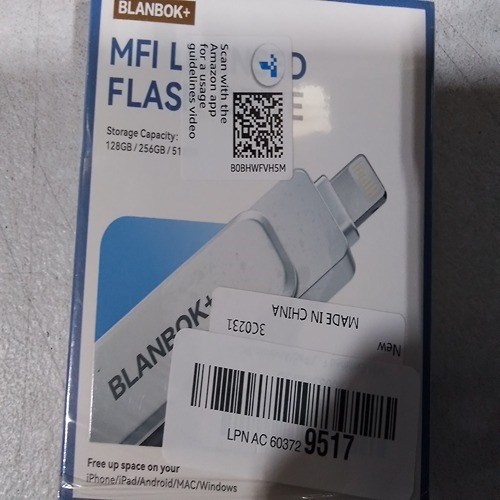 BLANBOK+
MFI L D
FLAS E
Storage Capacity:
128GB / 256GB / 51
Scan with the
Amazon app
for a usage
guidelines video
B0BHWFVH5M
BLANBOK+
MADE IN CHINA
3C0231
New
LPN AC 60372 9517
Free up space on your
iPhone/iPad/Android/MAC/Windows